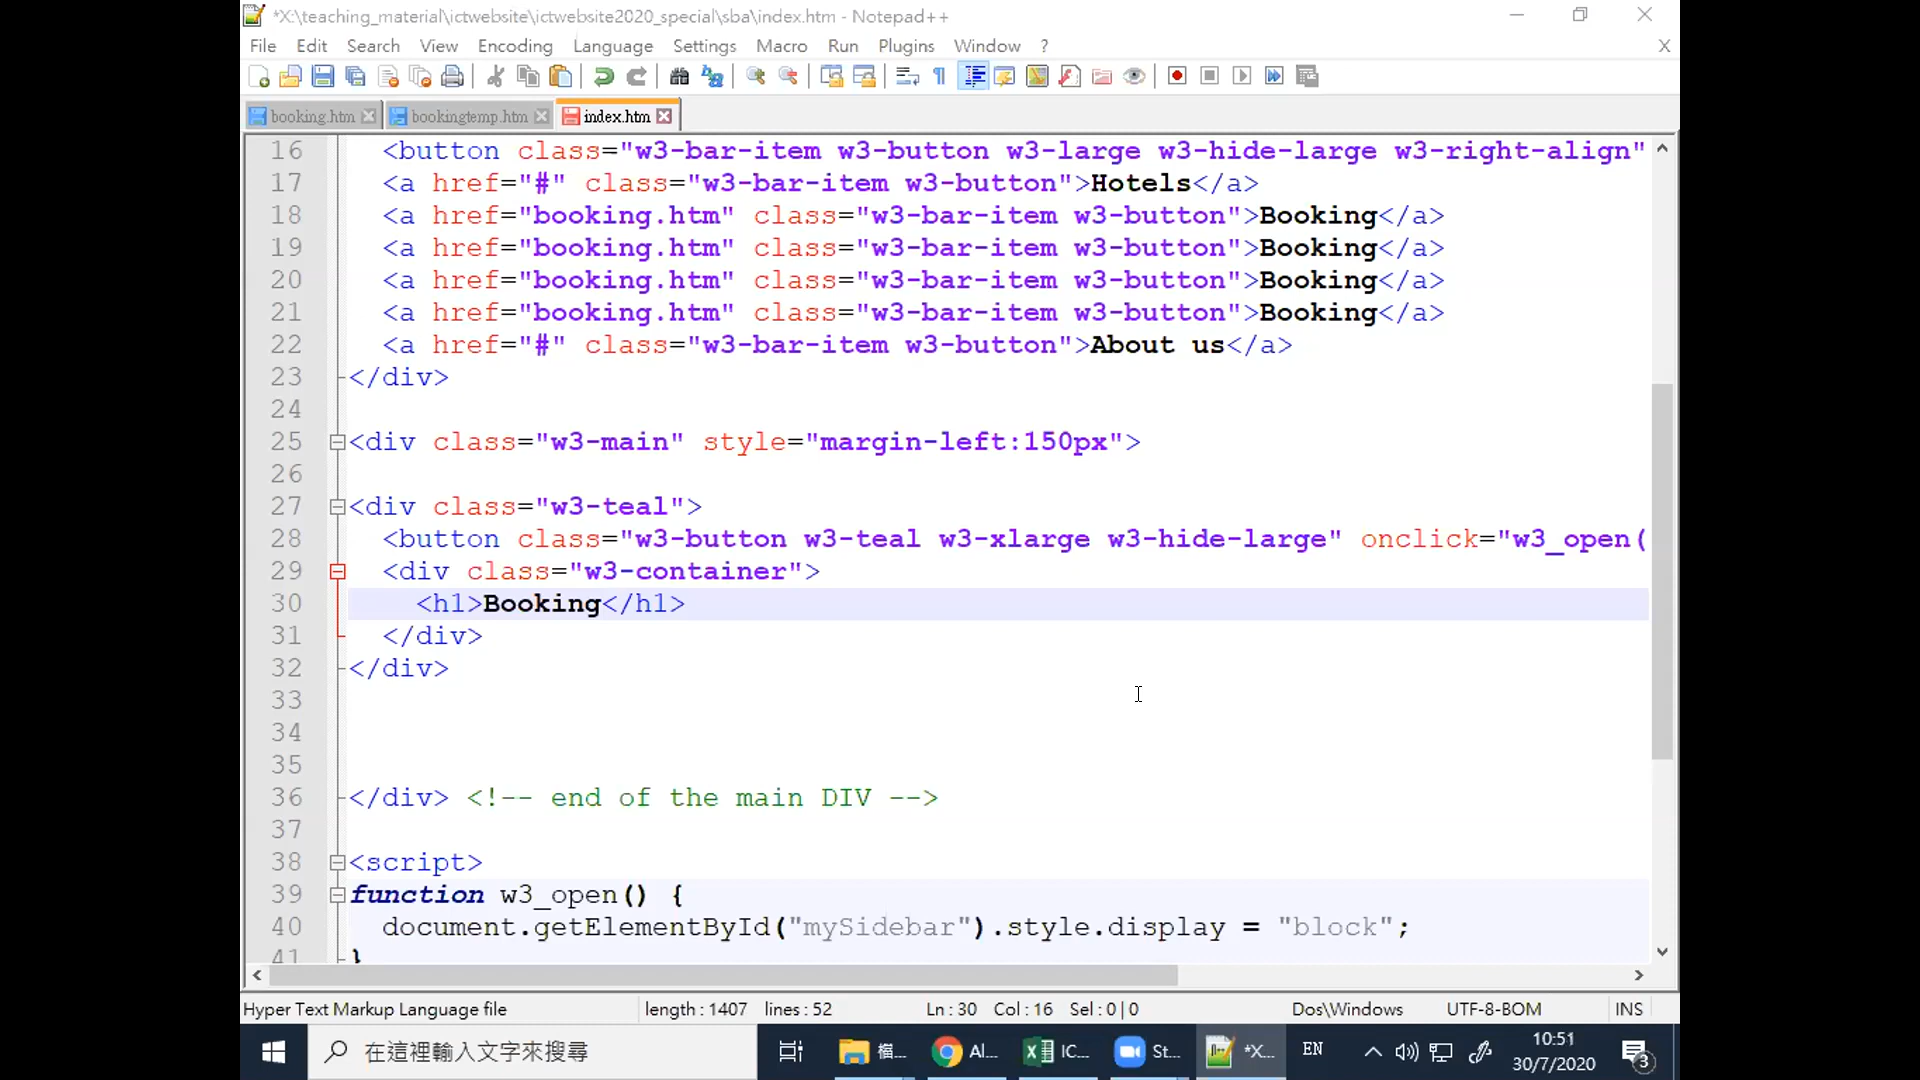 *X:\teaching_material\ictwebsite\ictwebsite2020_special\sba\index.htm - Notepad++
File Edit Search View Encoding Language Settings Macro Run Plugins Window ? X
booking.htm bookingtemp.htm index.htm
16 <button class="w3-bar-item w3-button w3-large w3-hide-large w3-right-align"
17 <a href="#" class="w3-bar-item w3-button">Hotels</a>
18 <a href="booking.htm" class="w3-bar-item w3-button">Booking</a>
19 <a href="booking.htm" class="w3-bar-item w3-button">Booking</a>
20 <a href="booking.htm" class="w3-bar-item w3-button">Booking</a>
21 <a href="booking.htm" class="w3-bar-item w3-button">Booking</a>
22 <a href="#" class="w3-bar-item w3-button">About us</a>
23 </div>
24
25 <div class="w3-main" style="margin-left:150px">
26
27 <div class="w3-teal">
28 <button class="w3-button w3-teal w3-xlarge w3-hide-large" onclick="w3_open(
29 <div class="w3-container">
30 <h1>Booking</h1>
31 </div>
32 </div>
33
34
35
36 </div> <!-- end of the main DIV -->
37
38 <script>
39 function w3_open() {
40 document.getElementById("mySidebar").style.display = "block";
41 }
Hyper Text Markup Language file length : 1407 lines : 52 Ln : 30 Col : 16 Sel : 0 | 0 Dos\Windows UTF-8-BOM INS
在這裡輸入文字來搜尋 檔... Al... IC... St... *X... EN 10:51
30/7/2020 3